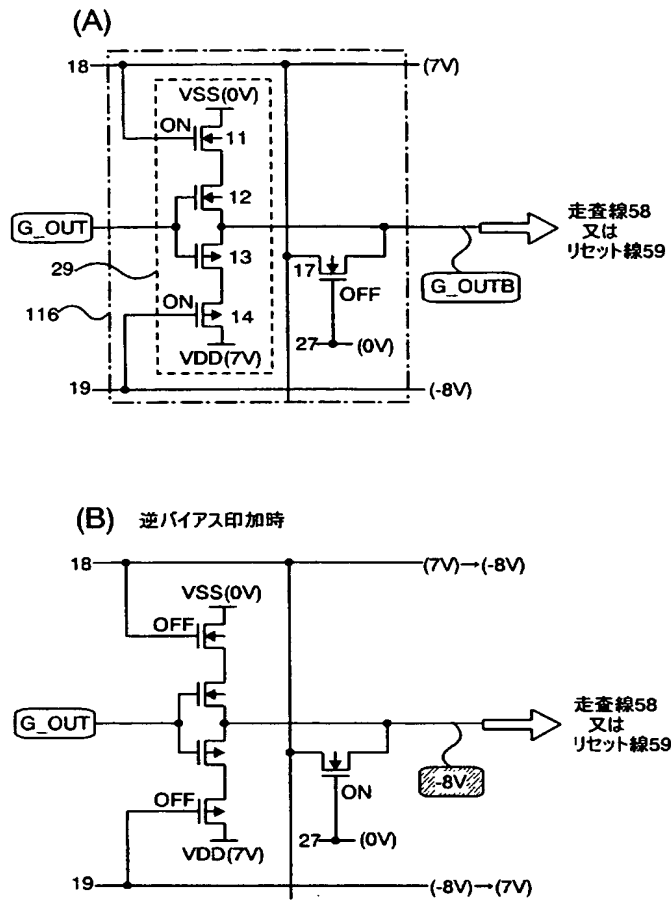 (A)
18
(7V)
VSS(0V)
ON
11
12
G_OUT
走査線58
又は
リセット線59
29
13
17
OFF
G_OUTB
116
ON
14
27
(0V)
VDD(7V)
19
(-8V)
(B) 逆バイアス印加時
18
(7V)→(-8V)
VSS(0V)
OFF
G_OUT
走査線58
又は
リセット線59
-8V
ON
OFF
27
(0V)
VDD(7V)
19
(-8V)→(7V)